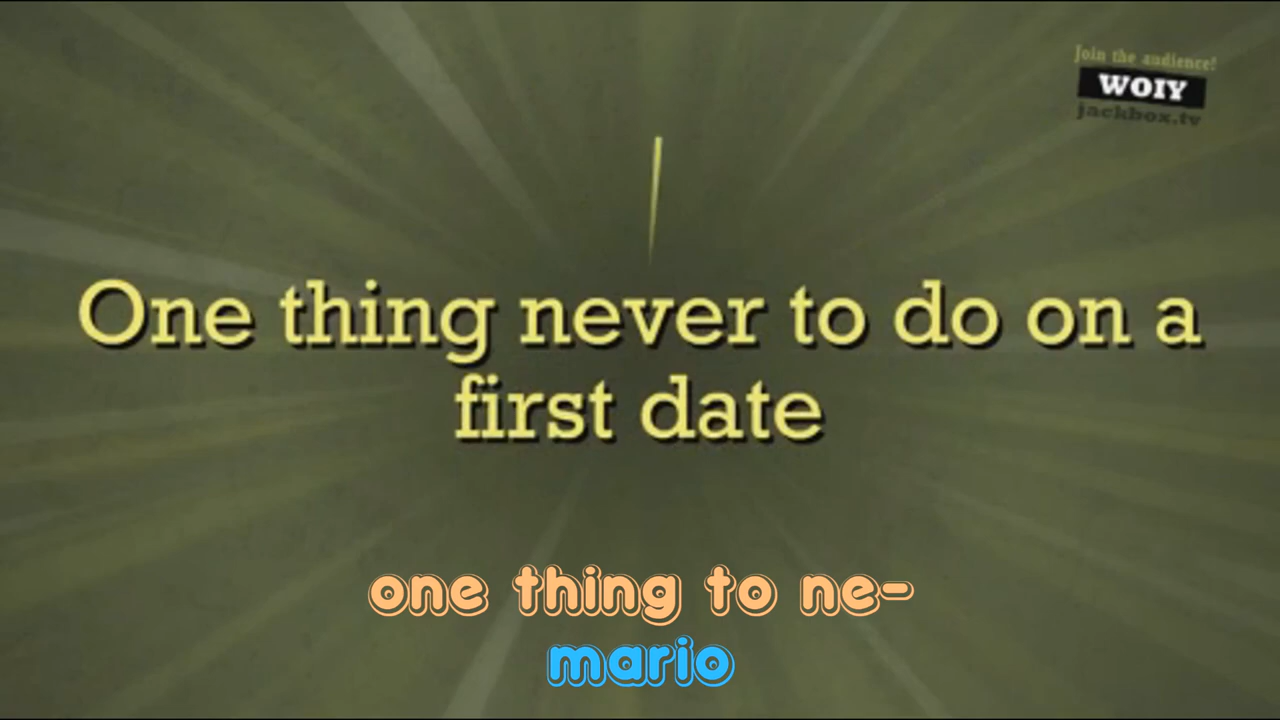 Join the audience!
WOIY
jackbox.tv
One thing never to do on a
first date
one thing to ne-
mario